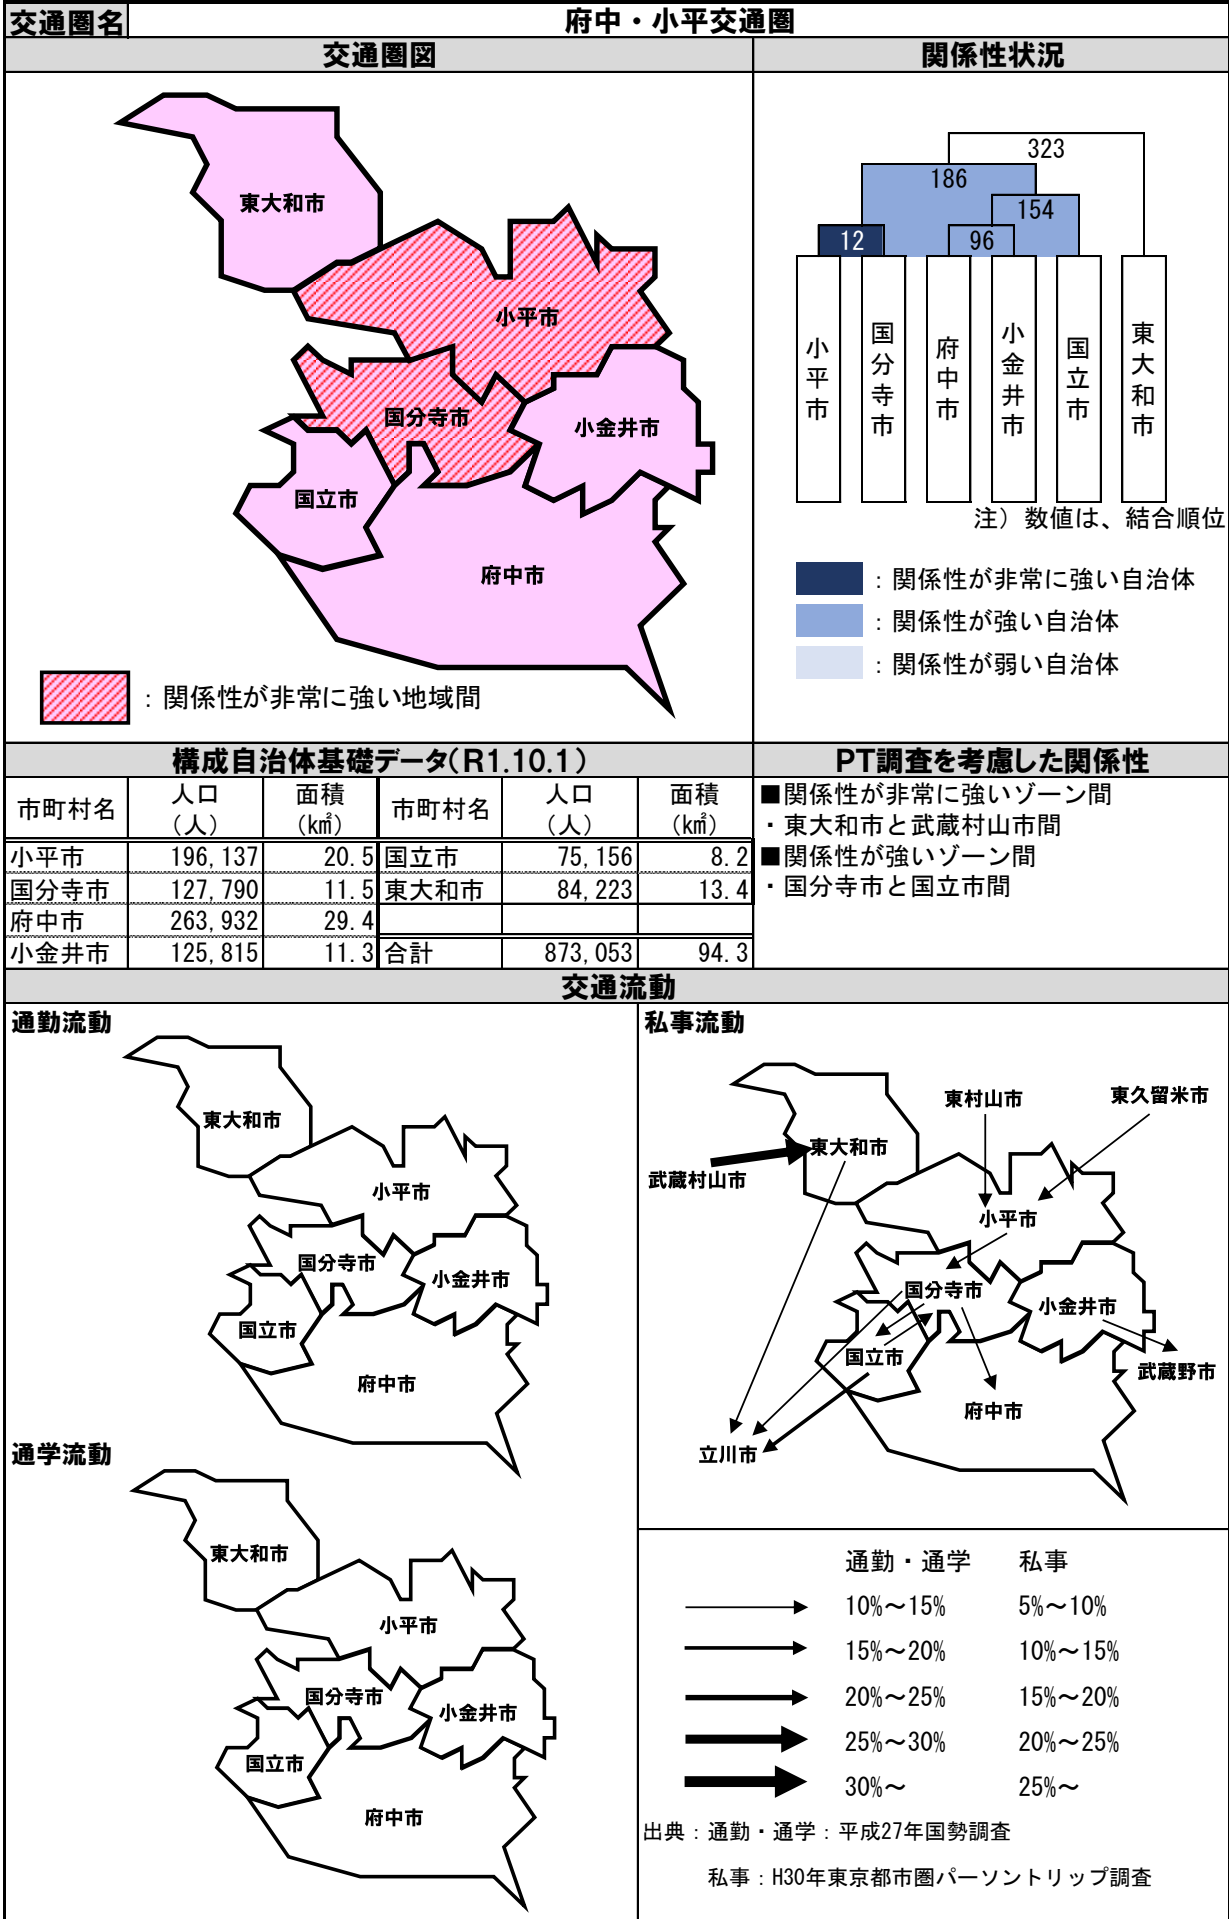 交通圏名
府中・小平交通圏
交通圏図
関係性状況
東大和市
小平市
国分寺市
小金井市
国立市
府中市
：関係性が非常に強い地域間
323
186
154
12
96
小平市
国分寺市
府中市
小金井市
国立市
東大和市
注）数値は、結合順位
：関係性が非常に強い自治体
：関係性が強い自治体
：関係性が弱い自治体
構成自治体基礎データ(R1.10.1)
市町村名 人口（人） 面積（k㎡） 市町村名 人口（人） 面積（k㎡）
小平市 196,137 20.5 国立市 75,156 8.2
国分寺市 127,790 11.5 東大和市 84,223 13.4
府中市 263,932 29.4
小金井市 125,815 11.3 合計 873,053 94.3
PT調査を考慮した関係性
■関係性が非常に強いゾーン間
・東大和市と武蔵村山市間
■関係性が強いゾーン間
・国分寺市と国立市間
交通流動
通勤流動
東大和市
小平市
国分寺市
小金井市
国立市
府中市
通学流動
東大和市
小平市
国分寺市
小金井市
国立市
府中市
私事流動
東村山市
東久留米市
東大和市
武蔵村山市
小平市
国分寺市
小金井市
国立市
武蔵野市
府中市
立川市
通勤・通学 私事
10%～15% 5%～10%
15%～20% 10%～15%
20%～25% 15%～20%
25%～30% 20%～25%
30%～ 25%～
出典：通勤・通学：平成27年国勢調査
私事：H30年東京都市圏パーソントリップ調査